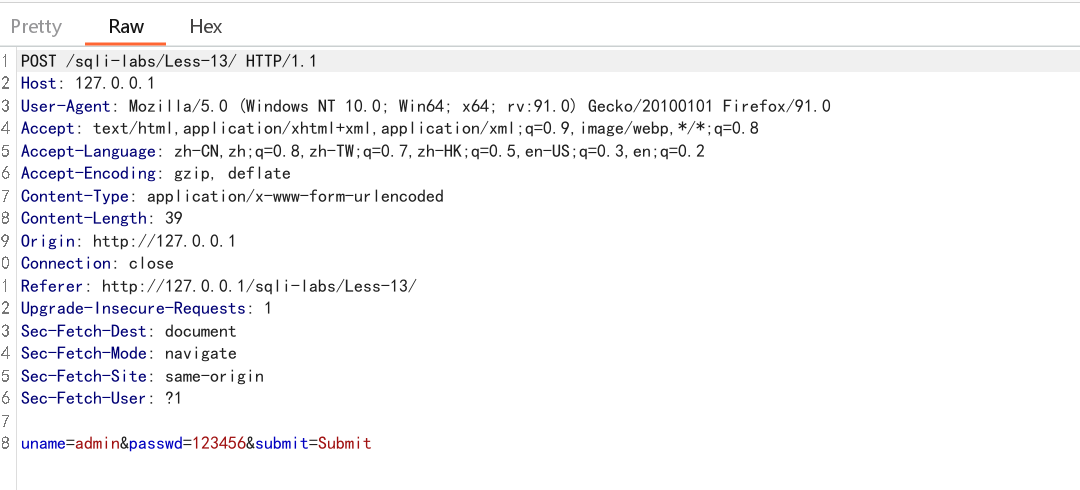 Pretty Raw Hex
1 POST /sqli-labs/Less-13/ HTTP/1.1
2 Host: 127.0.0.1
3 User-Agent: Mozilla/5.0 (Windows NT 10.0; Win64; x64; rv:91.0) Gecko/20100101 Firefox/91.0
4 Accept: text/html,application/xhtml+xml,application/xml;q=0.9,image/webp,*/*;q=0.8
5 Accept-Language: zh-CN,zh;q=0.8,zh-TW;q=0.7,zh-HK;q=0.5,en-US;q=0.3,en;q=0.2
6 Accept-Encoding: gzip, deflate
7 Content-Type: application/x-www-form-urlencoded
8 Content-Length: 39
9 Origin: http://127.0.0.1
0 Connection: close
1 Referer: http://127.0.0.1/sqli-labs/Less-13/
2 Upgrade-Insecure-Requests: 1
3 Sec-Fetch-Dest: document
4 Sec-Fetch-Mode: navigate
5 Sec-Fetch-Site: same-origin
6 Sec-Fetch-User: ?1
7
8 uname=admin&passwd=123456&submit=Submit